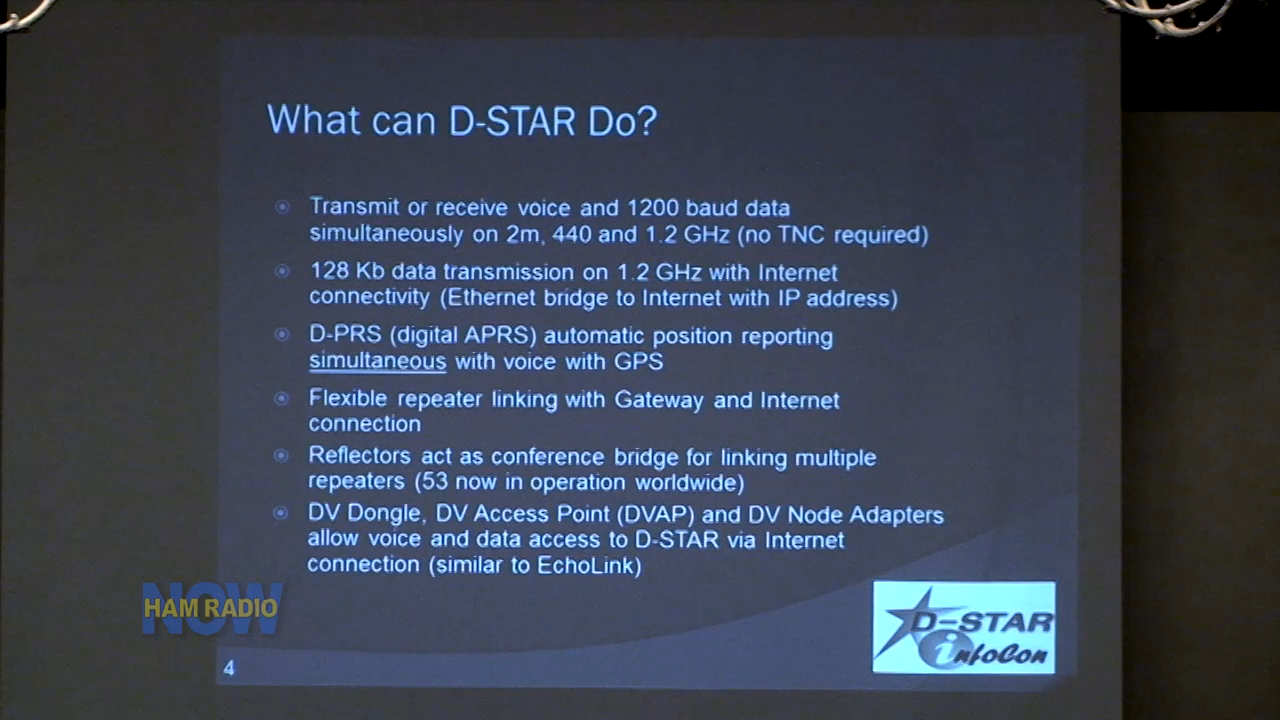 What can D-STAR Do?
Transmit or receive voice and 1200 baud data
simultaneously on 2m, 440 and 1.2 GHz (no TNC required)
128 Kb data transmission on 1.2 GHz with Internet
connectivity (Ethernet bridge to Internet with IP address)
D-PRS (digital APRS) automatic position reporting
simultaneous with voice with GPS
Flexible repeater linking with Gateway and Internet
connection
Reflectors act as conference bridge for linking multiple
repeaters (53 now in operation worldwide)
DV Dongle, DV Access Point (DVAP) and DV Node Adapters
allow voice and data access to D-STAR via Internet
connection (similar to EchoLink)
NOW
HAM RADIO
D-STAR
infoCon
4